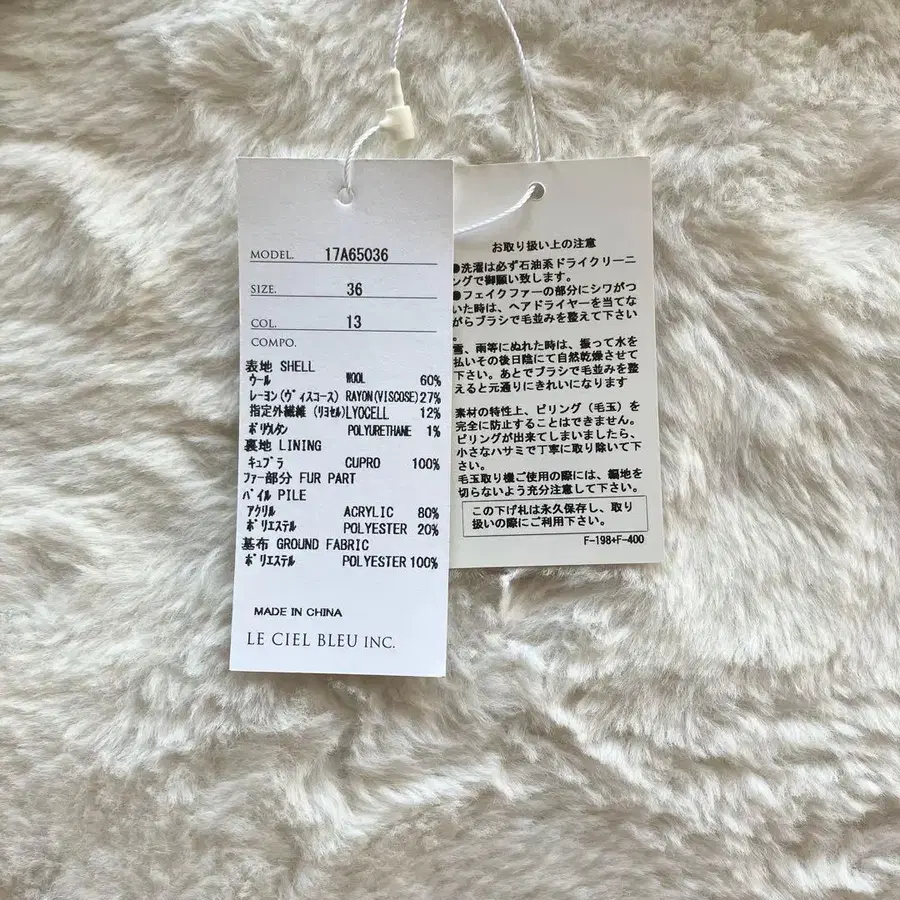 MODEL. 17A65036
SIZE. 36
COL. 13
COMPO.
表地 SHELL
ウール WOOL 60%
レーヨン(ヴィスコース) RAYON(VISCOSE) 27%
指定外繊維 (リヨセル) LYOCELL 12%
ポリウレタン POLYURETHANE 1%
裏地 LINING
キュプラ CUPRO 100%
ファー部分 FUR PART
パイル PILE
アクリル ACRYLIC 80%
ポリエステル POLYESTER 20%
基布 GROUND FABRIC
ポリエステル POLYESTER 100%
MADE IN CHINA
LE CIEL BLEU INC.
お取り扱い上の注意
●洗濯は必ず石油系ドライクリーニ
ングで御願い致します。
●フェイクファーの部分にシワがつ
いた時は、ヘアドライヤーを当てな
がらブラシで毛並みを整えて下さい
。
雪、雨等にぬれた時は、振って水を
払いその後日陰にて自然乾燥させて
下さい。あとでブラシで毛並みを整
えると元通りにきれいになります
素材の特性上、ピリング（毛玉）を
完全に防止することはできません。
ピリングが出来てしまいましたら、
小さなハサミで丁寧に取り除いて下
さい。
毛玉取り機ご使用の際には、編地を
切らないよう充分注意して下さい。
この下げ札は永久保存し、取り
扱いの際にご利用下さい。
F-198+F-400